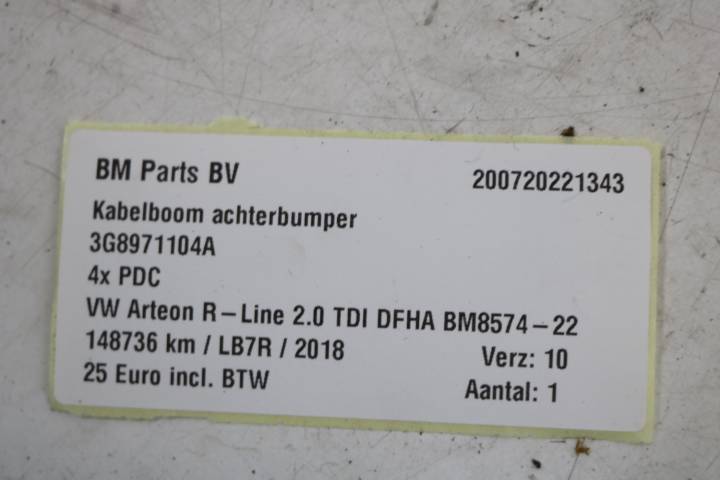 BM Parts BV 200720221343
Kabelboom achterbumper
3G8971104A
4x PDC
VW Arteon R-Line 2.0 TDI DFHA BM8574-22
148736 km / LB7R / 2018 Verz: 10
25 Euro incl. BTW Aantal: 1